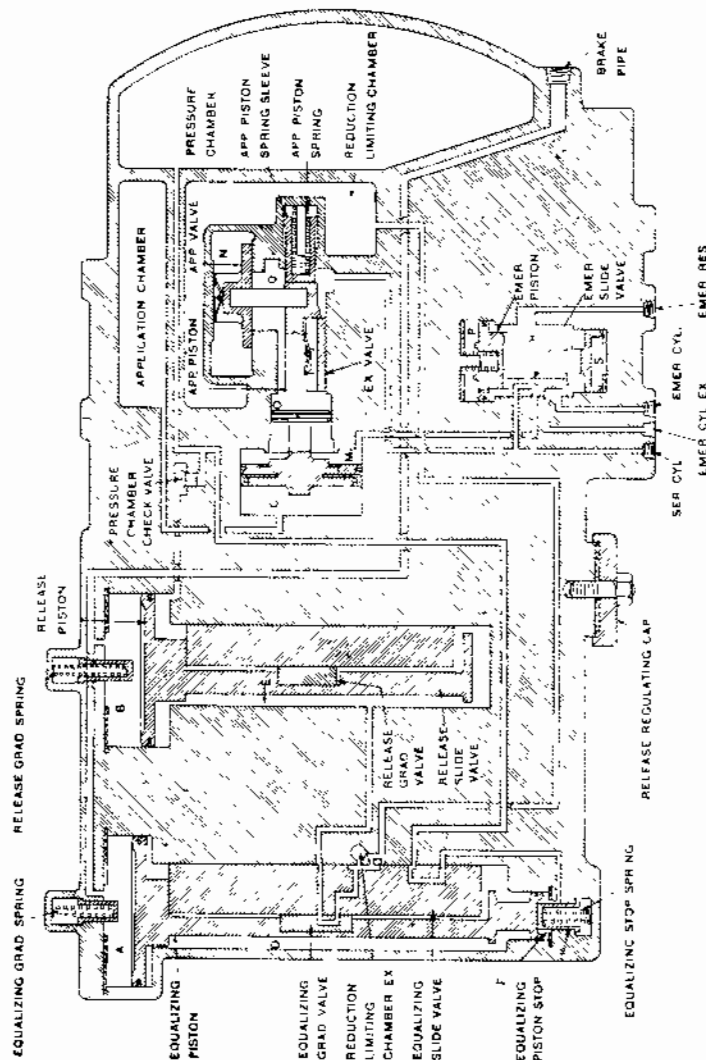 EQUALIZING GRAD SPRING
RELEASE GRAD SPRING
RELEASE
PISTON
PRESSURE
CHAMBER
CHECK VALVE
APPLICATION CHAMBER
APP PISTON
APP VALVE
PRESSURE
CHAMBER
APP PISTON
SPRING SLEEVE
APP PISTON
SPRING
REDUCTION
LIMITING CHAMBER
BRAKE
PIPE
A
B
C
M
O
N
O
EX VALVE
P
S
EMER
PISTON
EMER
SLIDE
VALVE
EMER RES
EMER CYL
EMER CYL EX
SER CYL
RELEASE
GRAD
VALVE
RELEASE
SLIDE
VALVE
RELEASE REGULATING CAP
EQUALIZING
PISTON
EQUALIZING
GRAD VALVE
REDUCTION
LIMITING
CHAMBER EX
EQUALIZING
SLIDE VALVE
EQUALIZING
PISTON STOP
EQUALIZING STOP SPRING
D